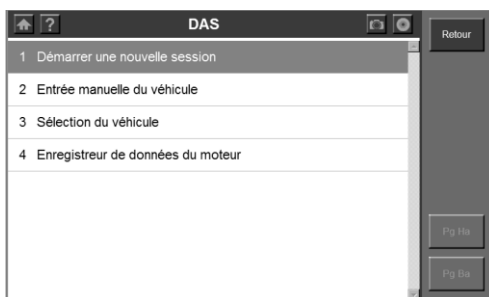 ? DAS
Retour
1 Démarrer une nouvelle session
2 Entrée manuelle du véhicule
3 Sélection du véhicule
4 Enregistreur de données du moteur
Pg Ha
Pg Ba